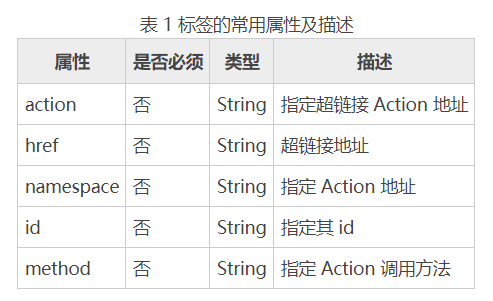 表 1 标签的常用属性及描述
属性 是否必须 类型 描述
action 否 String 指定超链接 Action 地址
href 否 String 超链接地址
namespace 否 String 指定 Action 地址
id 否 String 指定其 id
method 否 String 指定 Action 调用方法